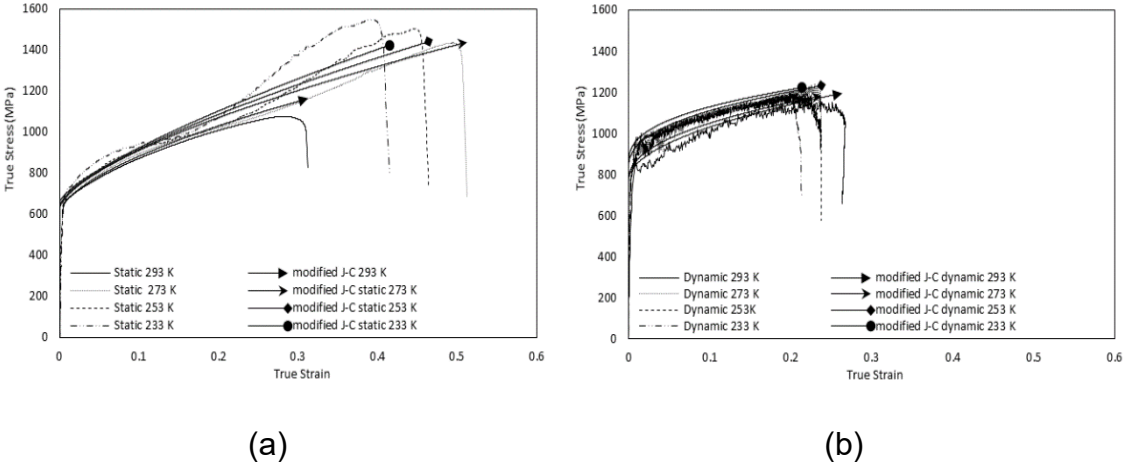 1600
1400
1200
1000
800
600
400
200
0
True Stress (MPa)
0 0.1 0.2 0.3 0.4 0.5 0.6
True Strain
Static 293 K
Static 273 K
Static 253 K
Static 233 K
modified J-C 293 K
modified J-C static 273 K
modified J-C static 253 K
modified J-C static 233 K
(a)
1600
1400
1200
1000
800
600
400
200
0
True Stress (MPa)
0 0.1 0.2 0.3 0.4 0.5 0.6
True Strain
Dynamic 293 K
Dynamic 273 K
Dynamic 253K
Dynamic 233 K
modified J-C dynamic 293 K
modified J-C dynamic 273 K
modified J-C dynamic 253 K
modified J-C dynamic 233 K
(b)